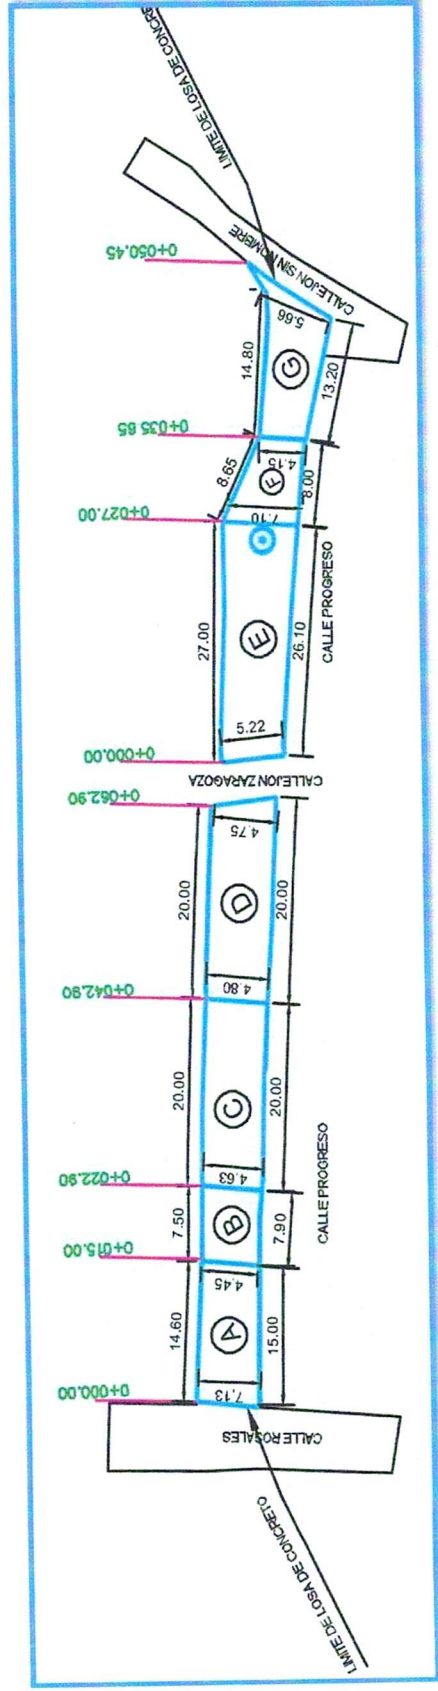 LIMITE DE LOSA DE CONCRETO
CALLE ROSALES
0+000.00
14.60
7.13
A
15.00
0+015.00
7.50
4.45
B
7.90
0+022.90
20.00
4.63
C
20.00
CALLE PROGRESO
0+042.90
20.00
4.80
D
20.00
4.75
0+062.90
CALLEJON ZARAGOZA
0+000.00
27.00
5.22
E
26.10
CALLE PROGRESO
0+027.00
8.65
7.10
F
8.00
0+035.65
14.80
4.15
G
13.20
5.66
0+050.45
CALLEJON SIN NOMBRE
LIMITE DE LOSA DE CONCRE